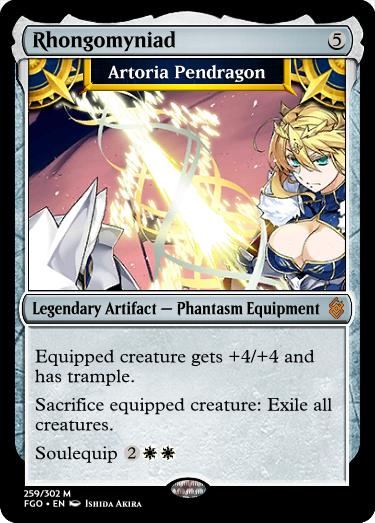 Rhongomyniad 5
Artoria Pendragon
Legendary Artifact — Phantasm Equipment
Equipped creature gets +4/+4 and
has trample.
Sacrifice equipped creature: Exile all
creatures.
Soulequip 2
259/302 M
FGO • EN Ishida Akira